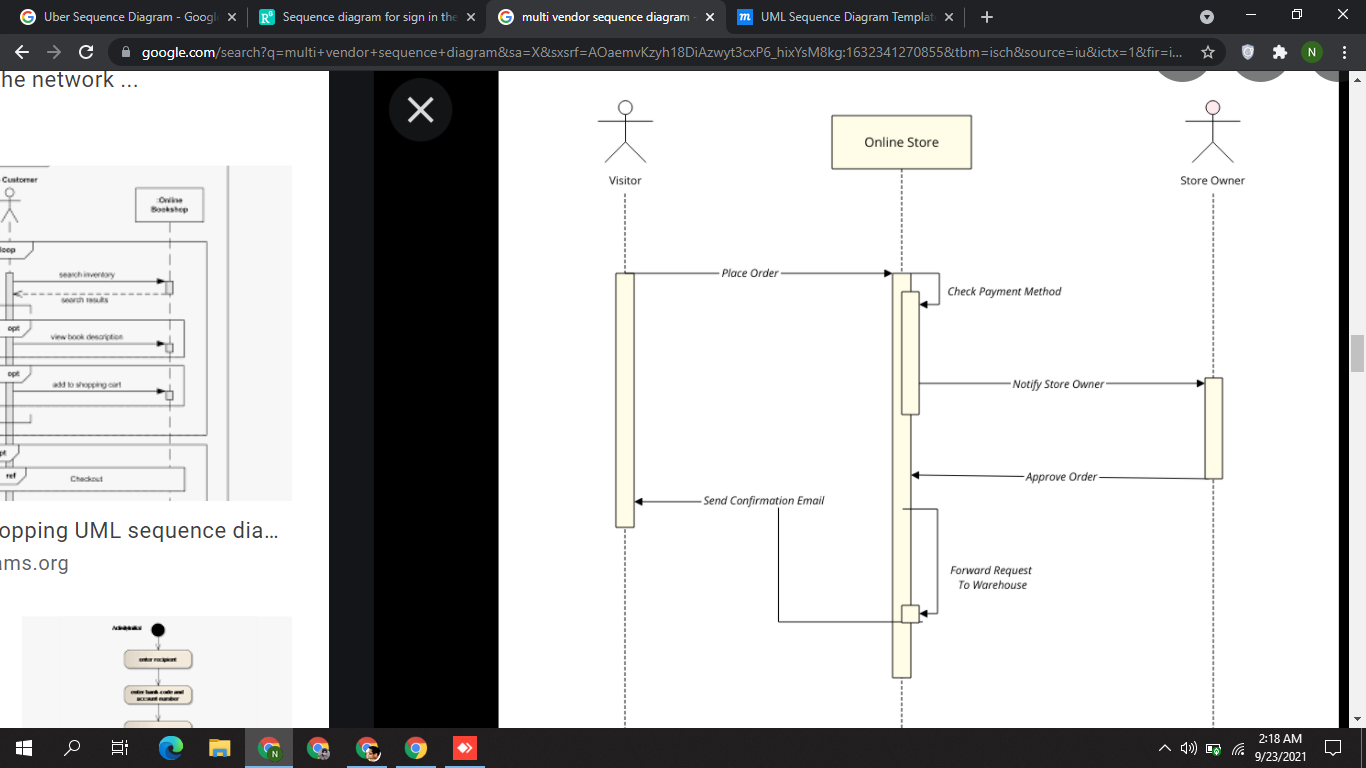 Uber Sequence Diagram - Googl
Sequence diagram for sign in the
multi vendor sequence diagram -
UML Sequence Diagram Templat
google.com/search?q=multi+vendor+sequence+diagram&sa=X&sxsrf=AOaemvKzyh18DiAzwyt3cxP6_hixYsM8kg:1632341270855&tbm=isch&source=iu&ictx=1&fir=i...
N
he network ...
Customer
:Online
Bookshop
loop
search inventory
search results
opt
view book description
opt
add to shopping cart
pt
ref
Checkout
opping UML sequence dia...
ams.org
enter recipient
enter bank code and
account number
Visitor
Online Store
Store Owner
Place Order
Check Payment Method
Notify Store Owner
Approve Order
Send Confirmation Email
Forward Request
To Warehouse
N
2:18 AM
9/23/2021